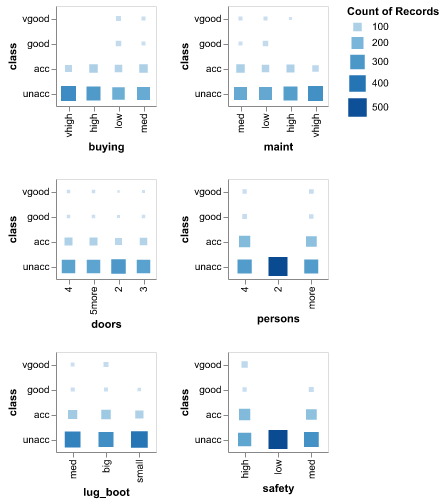 Count of Records
100
200
300
400
500
class
vgood
good
acc
unacc
vhigh
high
low
med
buying
class
vgood
good
acc
unacc
med
low
high
vhigh
maint
class
vgood
good
acc
unacc
4
5more
2
3
doors
class
vgood
good
acc
unacc
4
2
more
persons
class
vgood
good
acc
unacc
med
big
small
lug_boot
class
vgood
good
acc
unacc
high
low
med
safety